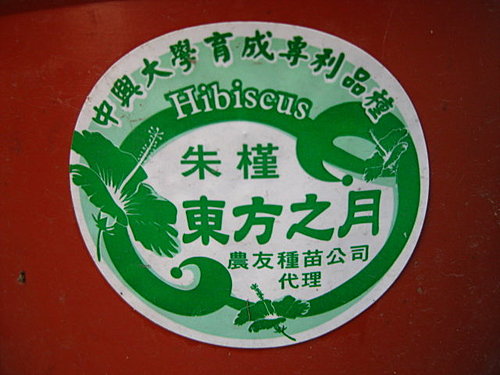 中興大學育成專利品種
Hibiscus
朱槿
東方之月
農友種苗公司
代理